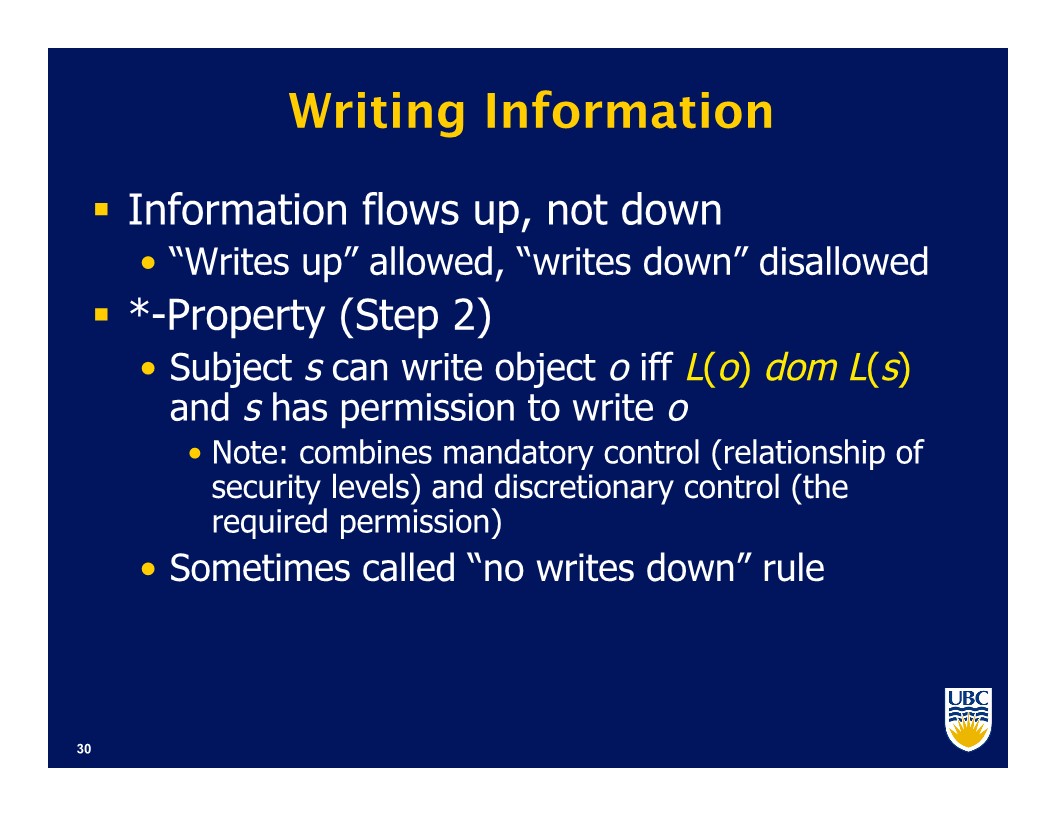 Writing Information
▪ Information flows up, not down
• “Writes up” allowed, “writes down” disallowed
▪ *-Property (Step 2)
• Subject s can write object o iff L(o) dom L(s)
and s has permission to write o
• Note: combines mandatory control (relationship of
security levels) and discretionary control (the
required permission)
• Sometimes called “no writes down” rule
UBC
30